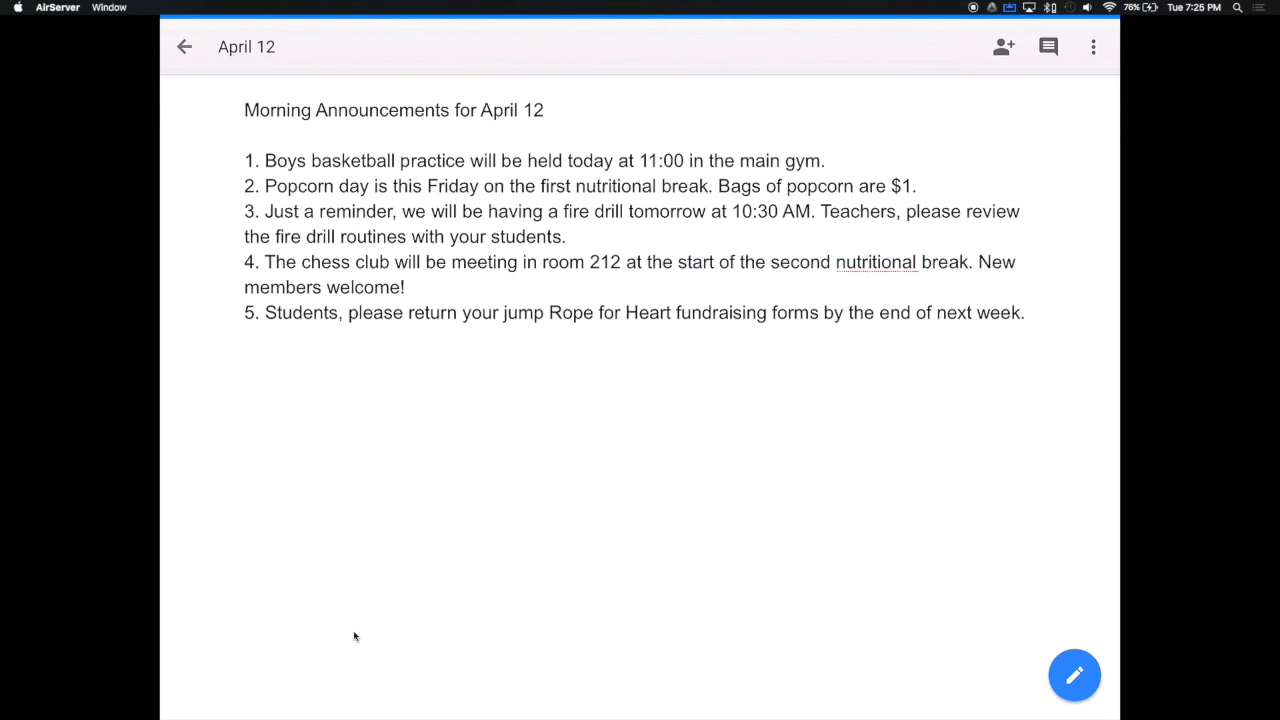 AirServer Window 76% Tue 7:25 PM
April 12
Morning Announcements for April 12
1. Boys basketball practice will be held today at 11:00 in the main gym.
2. Popcorn day is this Friday on the first nutritional break. Bags of popcorn are $1.
3. Just a reminder, we will be having a fire drill tomorrow at 10:30 AM. Teachers, please review
the fire drill routines with your students.
4. The chess club will be meeting in room 212 at the start of the second nutritional break. New
members welcome!
5. Students, please return your jump Rope for Heart fundraising forms by the end of next week.